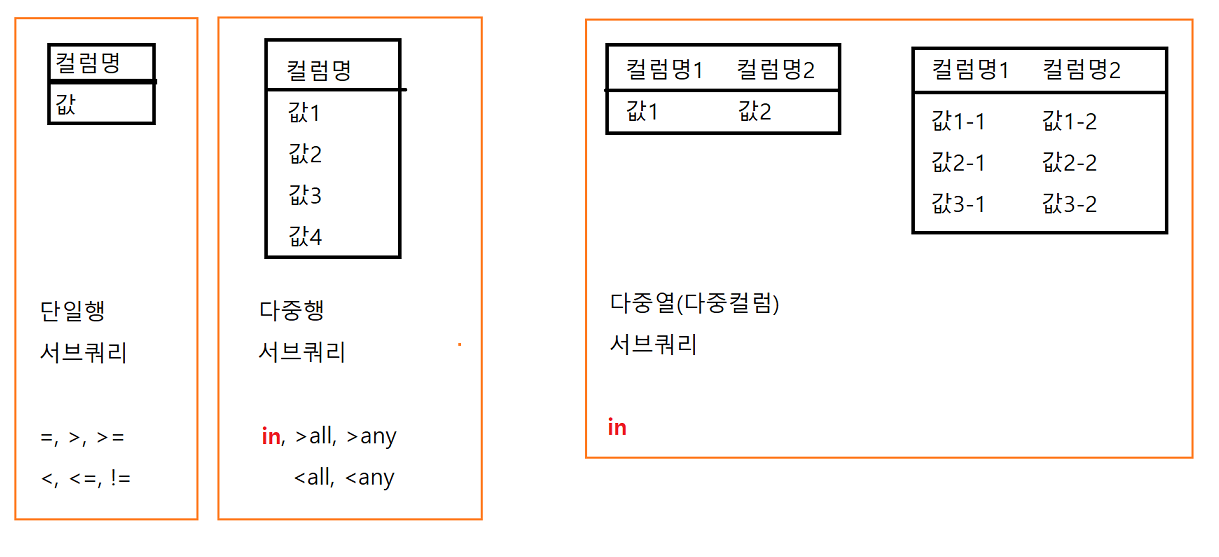 컬럼명
값
단일행
서브쿼리
=, >, >=
<, <=, !=
컬럼명
값1
값2
값3
값4
다중행
서브쿼리
in, >all, >any
<all, <any
컬럼명1 컬럼명2
값1 값2
컬럼명1 컬럼명2
값1-1 값1-2
값2-1 값2-2
값3-1 값3-2
다중열(다중컬럼)
서브쿼리
in